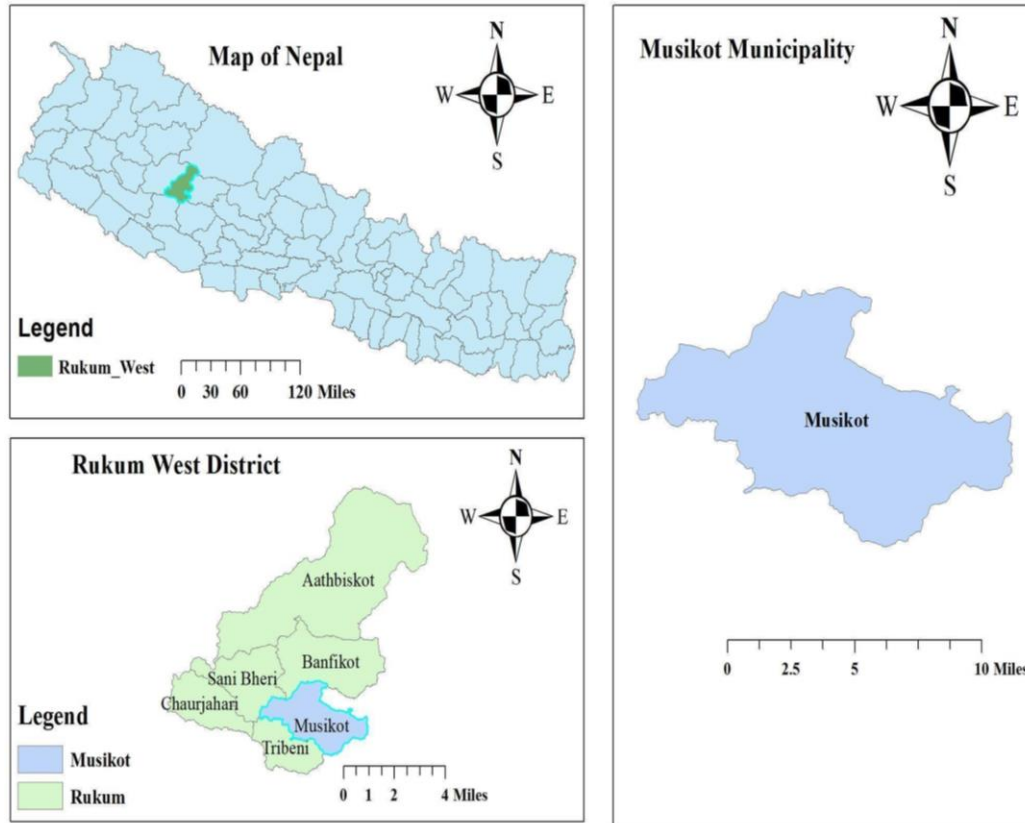 Map of Nepal
N
W E
S
Legend
Rukum_West
0 30 60 120 Miles
Rukum West District
N
W E
S
Aathbiskot
Banfikot
Sani Bheri
Chaurjahari
Musikot
Tribeni
Legend
Musikot
Rukum
0 1 2 4 Miles
Musikot Municipality
N
W E
S
Musikot
0 2.5 5 10 Miles